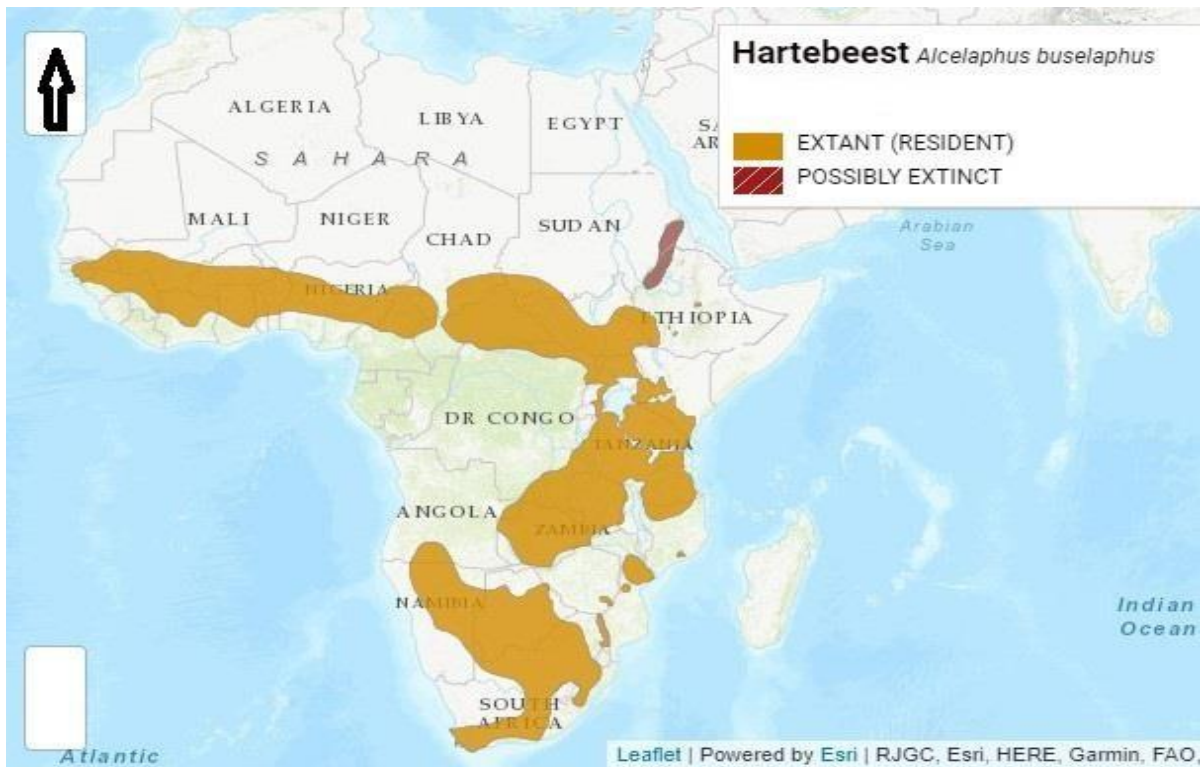 Hartebeest Alcelaphus buselaphus
EXTANT (RESIDENT)
POSSIBLY EXTINCT
ALGERIA
LIBYA
EGYPT
SA
AR
SAHARA
MALI
NIGER
CHAD
SUDAN
Arabian
Sea
NIGERIA
ETHIOPIA
DR CONGO
TANZANIA
ANGOLA
ZAMBIA
NAMIBIA
Indian
Ocean
SOUTH
AFRICA
Atlantic
Leaflet | Powered by Esri | RJGC, Esri, HERE, Garmin, FAO,